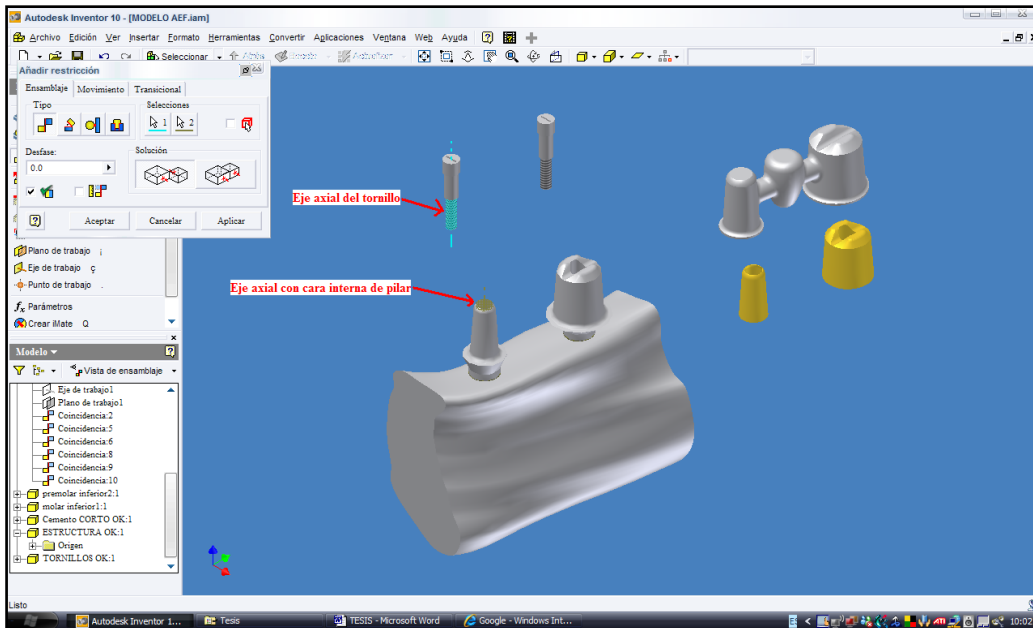 Autodesk Inventor 10 - [MODELO AEF.iam]
Archivo Edición Ver Insertar Formato Herramientas Convertir Aplicaciones Ventana Web Ayuda
Seleccionar
Añadir restricción
Ensamblaje Movimiento Transicional
Tipo Selecciones
1 2
Desfase: Solución
0.0
Aceptar Cancelar Aplicar
Plano de trabajo
Eje de trabajo ç
Punto de trabajo .
fx Parámetros
Crear iMate Q
Modelo
Vista de ensamblaje
Eje de trabajo1
Plano de trabajo1
Coincidencia:2
Coincidencia:5
Coincidencia:6
Coincidencia:8
Coincidencia:9
Coincidencia:10
premolar inferior2:1
molar inferior1:1
Cemento CORTO OK:1
ESTRUCTURA OK:1
Origen
TORNILLOS OK:1
Eje axial del tornillo
Eje axial con cara interna de pilar
Listo
Autodesk Inventor 1... Tesis TESIS - Microsoft Word Google - Windows Int... 10:02